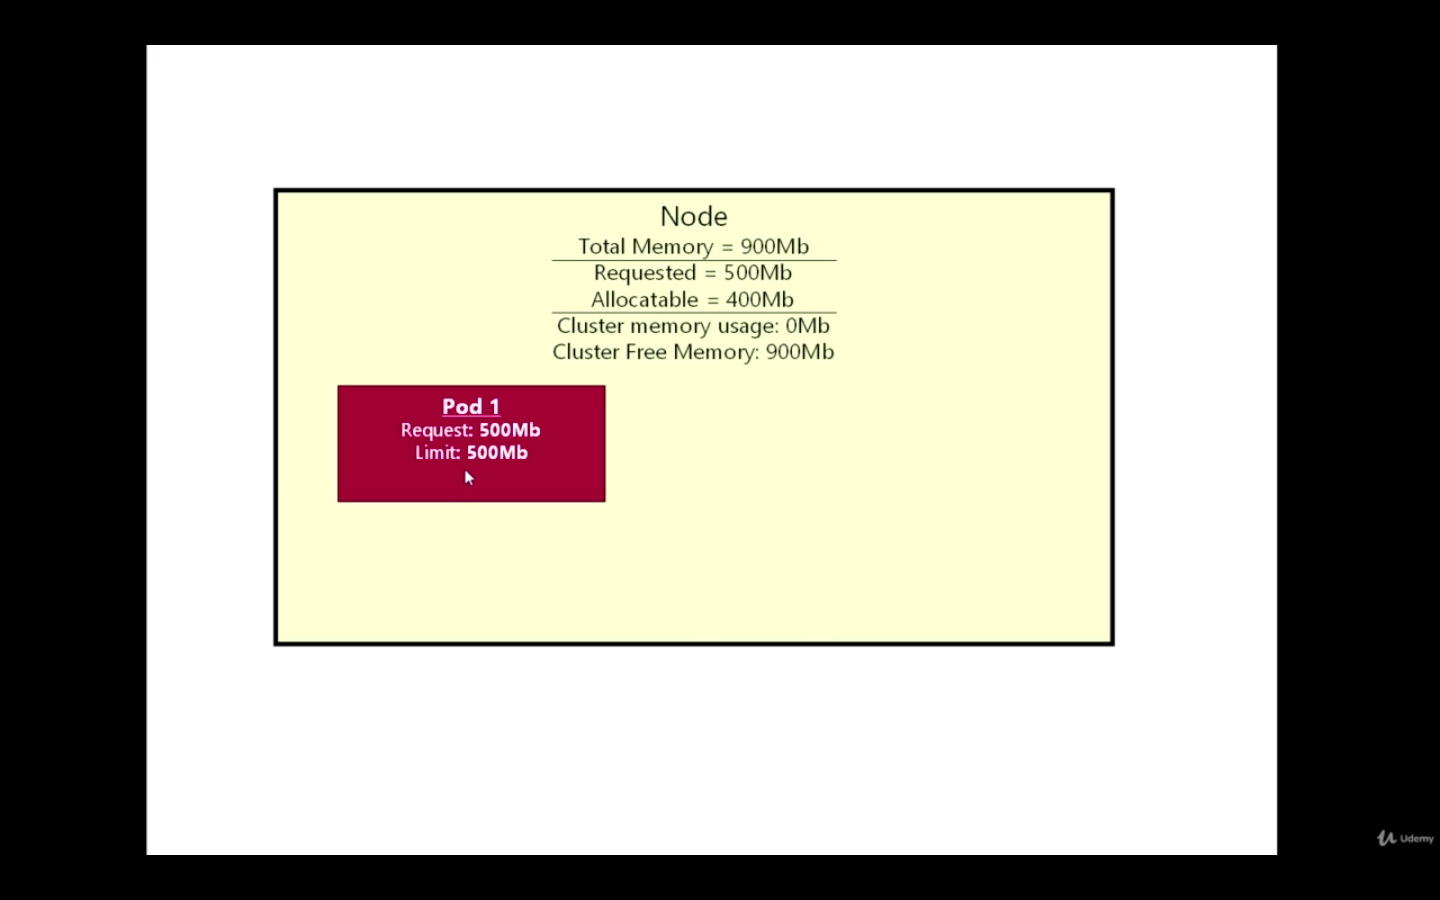 Node
Total Memory = 900Mb
Requested = 500Mb
Allocatable = 400Mb
Cluster memory usage: 0Mb
Cluster Free Memory: 900Mb
Pod 1
Request: 500Mb
Limit: 500Mb
Udemy